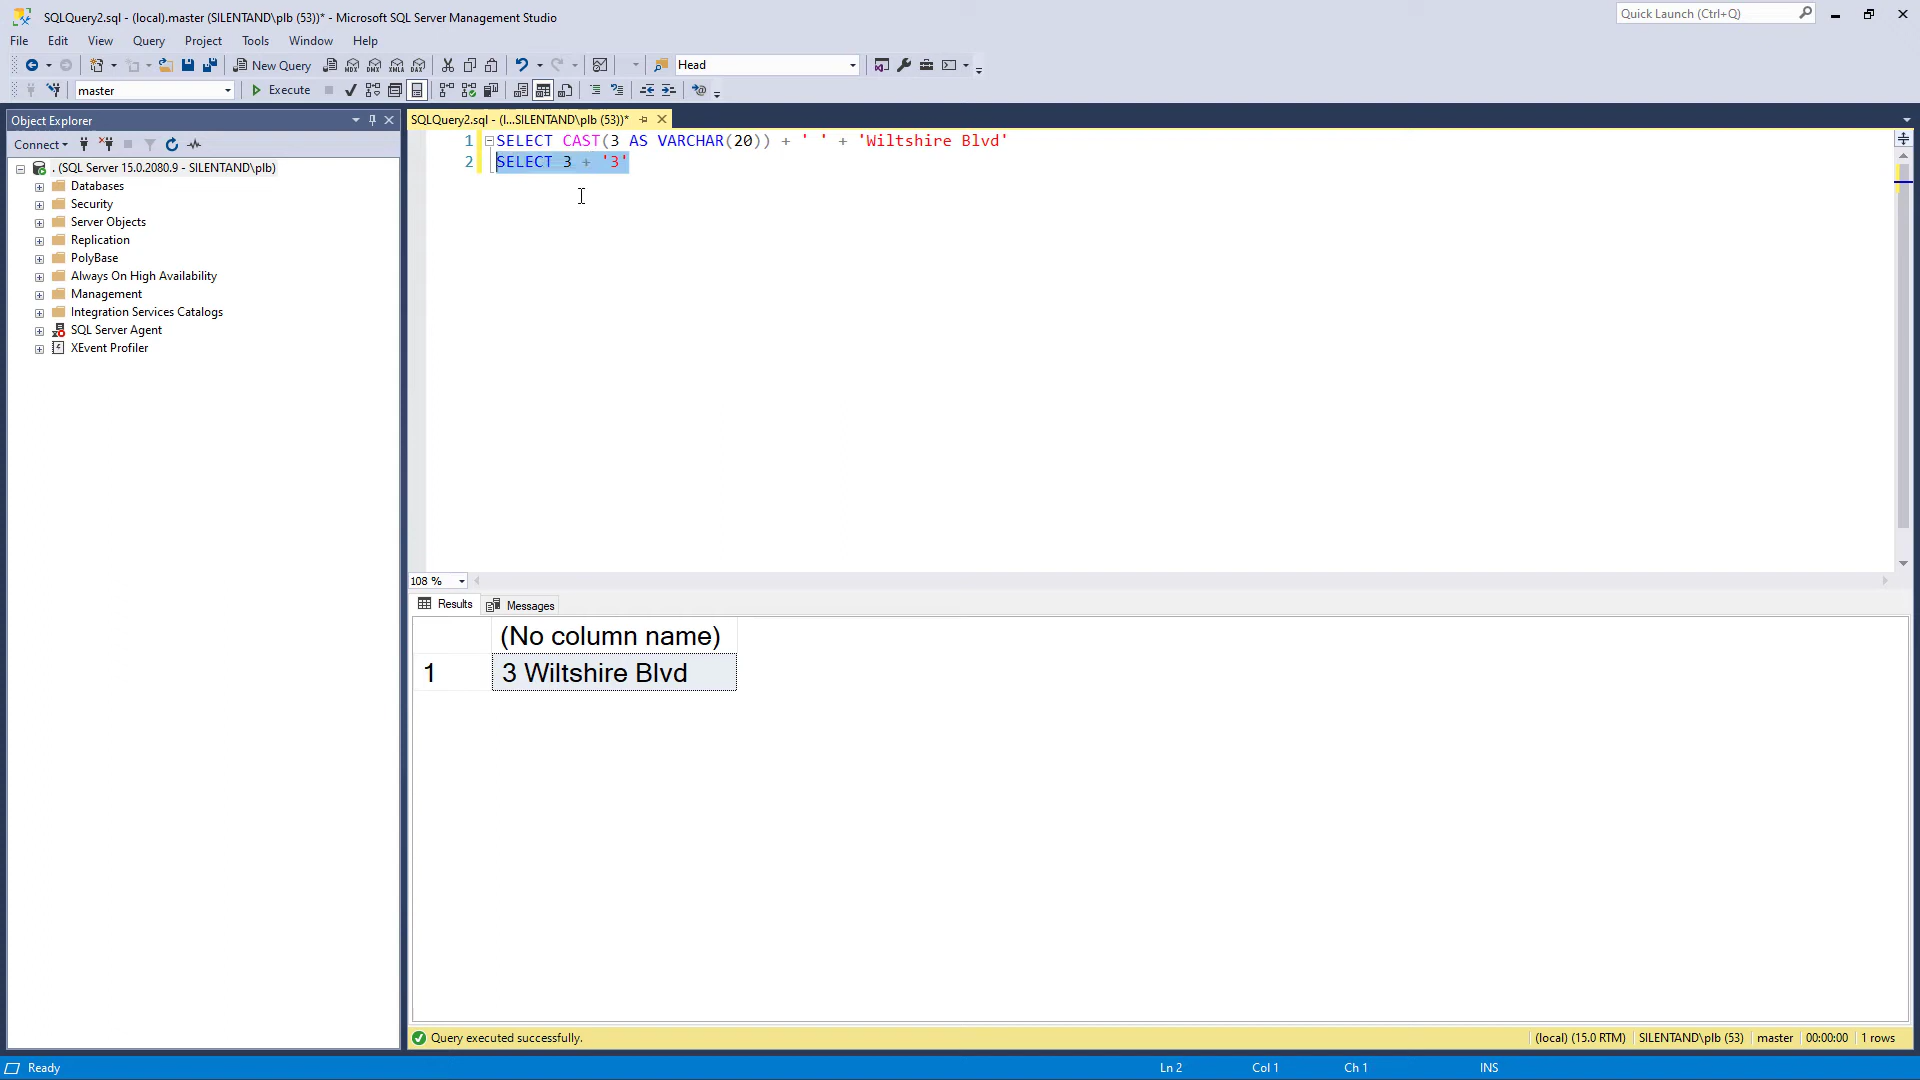 SQLQuery2.sql - (local).master (SILENTAND\plb (53))* - Microsoft SQL Server Management Studio
Quick Launch (Ctrl+Q)
File Edit View Query Project Tools Window Help
New Query
Head
master
Execute
Object Explorer
SQLQuery2.sql - (l...SILENTAND\plb (53))*
Connect
. (SQL Server 15.0.2080.9 - SILENTAND\plb)
Databases
Security
Server Objects
Replication
PolyBase
Always On High Availability
Management
Integration Services Catalogs
SQL Server Agent
XEvent Profiler
1 SELECT CAST(3 AS VARCHAR(20)) + ' ' + 'Wiltshire Blvd'
2 SELECT 3 + '3'
108 %
Results Messages
(No column name)
1 3 Wiltshire Blvd
Query executed successfully.
(local) (15.0 RTM) SILENTAND\plb (53) master 00:00:00 1 rows
Ready
Ln 2 Col 1 Ch 1 INS